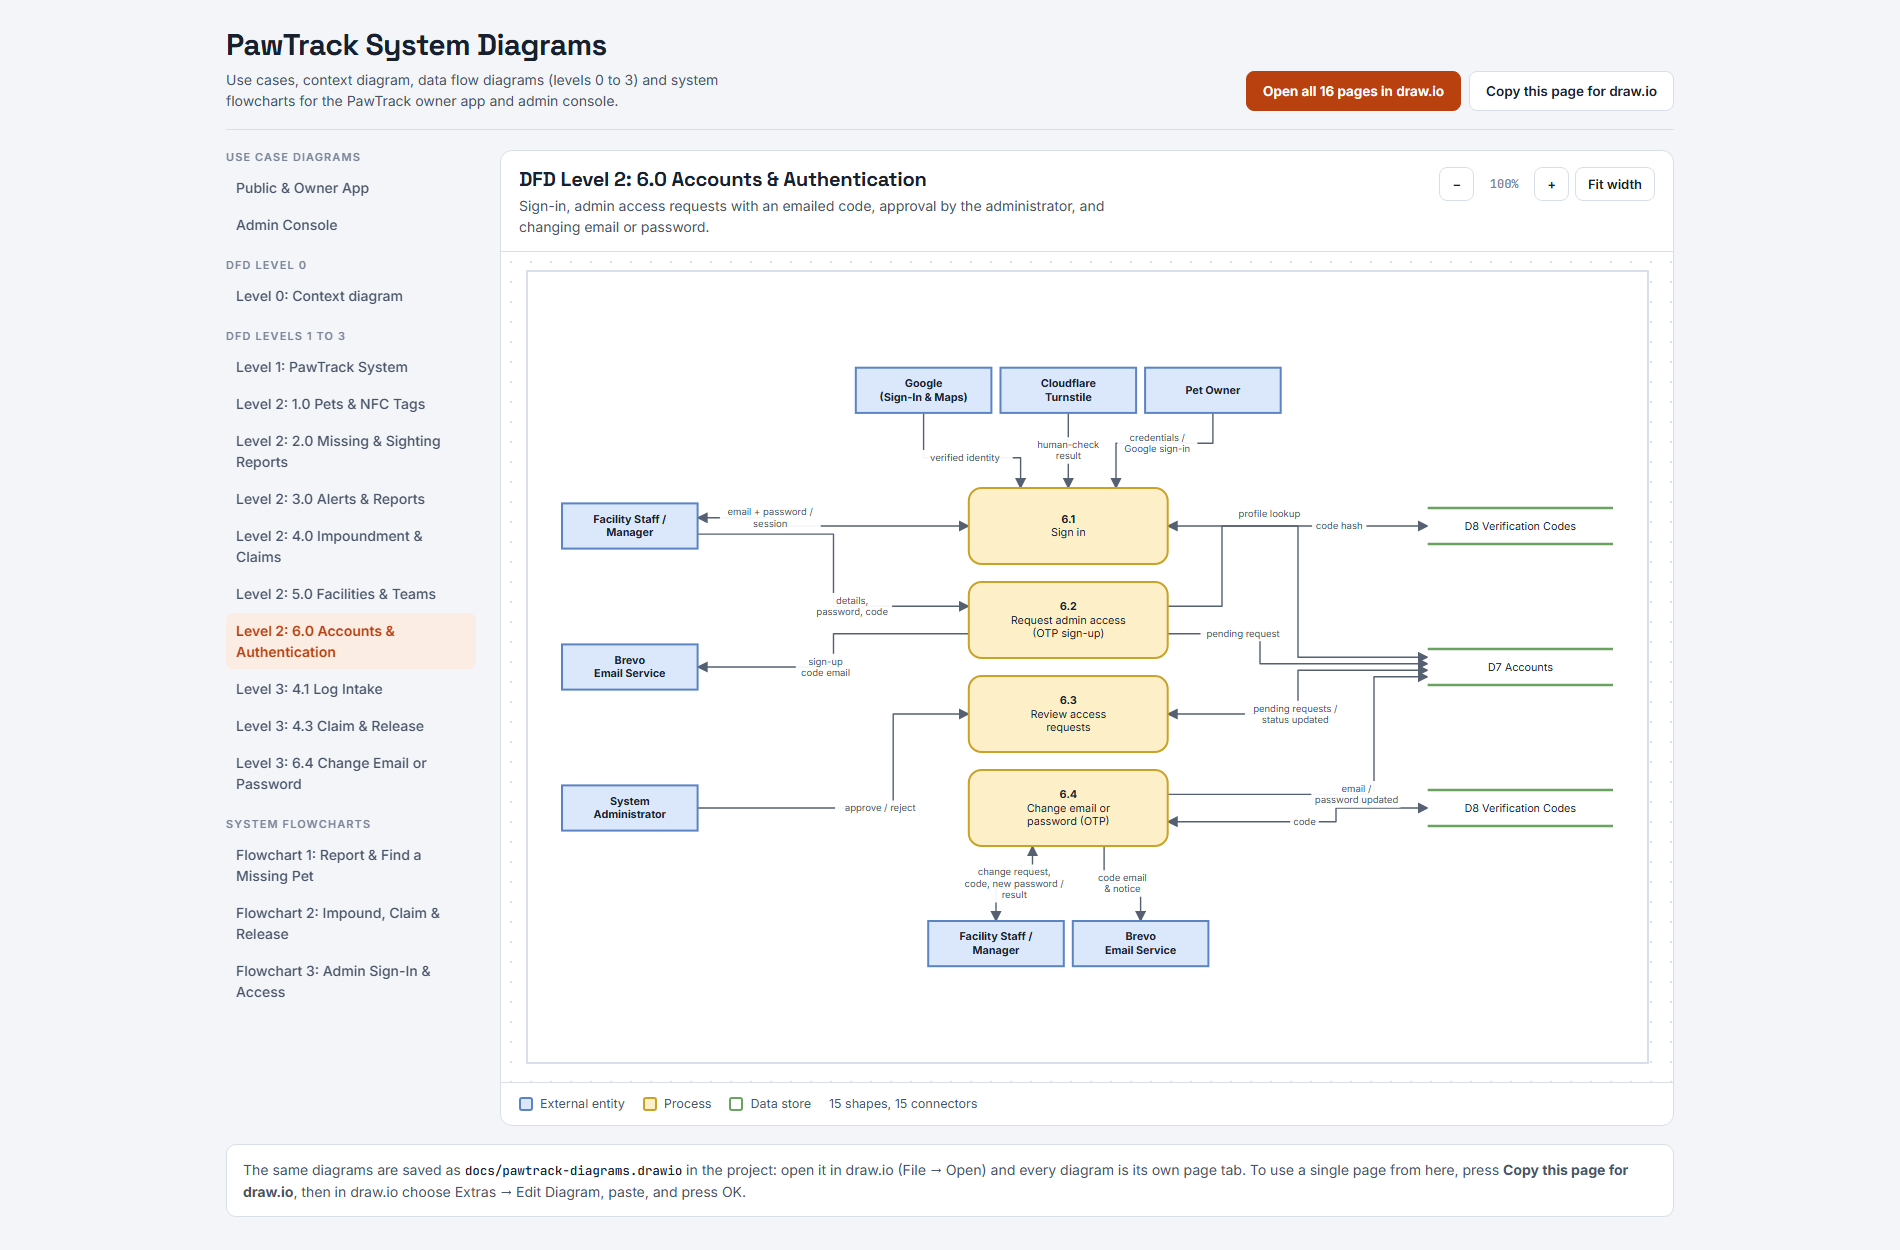 PawTrack System Diagrams
Use cases, context diagram, data flow diagrams (levels 0 to 3) and system
flowcharts for the PawTrack owner app and admin console.
Open all 16 pages in draw.io
Copy this page for draw.io
USE CASE DIAGRAMS
Public & Owner App
Admin Console
DFD LEVEL 0
Level 0: Context diagram
DFD LEVELS 1 TO 3
Level 1: PawTrack System
Level 2: 1.0 Pets & NFC Tags
Level 2: 2.0 Missing & Sighting
Reports
Level 2: 3.0 Alerts & Reports
Level 2: 4.0 Impoundment &
Claims
Level 2: 5.0 Facilities & Teams
Level 2: 6.0 Accounts &
Authentication
Level 3: 4.1 Log Intake
Level 3: 4.3 Claim & Release
Level 3: 6.4 Change Email or
Password
SYSTEM FLOWCHARTS
Flowchart 1: Report & Find a
Missing Pet
Flowchart 2: Impound, Claim &
Release
Flowchart 3: Admin Sign-In &
Access
DFD Level 2: 6.0 Accounts & Authentication
Sign-in, admin access requests with an emailed code, approval by the administrator, and
changing email or password.
−
100%
+
Fit width
Google
(Sign-In & Maps)
Cloudflare
Turnstile
Pet Owner
verified identity
human-check
result
credentials /
Google sign-in
Facility Staff /
Manager
email + password /
session
6.1
Sign in
profile lookup
code hash
D8 Verification Codes
details,
password, code
6.2
Request admin access
(OTP sign-up)
pending request
Brevo
Email Service
sign-up
code email
D7 Accounts
6.3
Review access
requests
pending requests /
status updated
System
Administrator
approve / reject
6.4
Change email or
password (OTP)
email /
password updated
code
D8 Verification Codes
change request,
code, new password /
result
code email
& notice
Facility Staff /
Manager
Brevo
Email Service
External entity
Process
Data store
15 shapes, 15 connectors
The same diagrams are saved as docs/pawtrack-diagrams.drawio in the project: open it in draw.io (File → Open) and every diagram is its own page tab. To use a single page from here, press Copy this page for
draw.io, then in draw.io choose Extras → Edit Diagram, paste, and press OK.